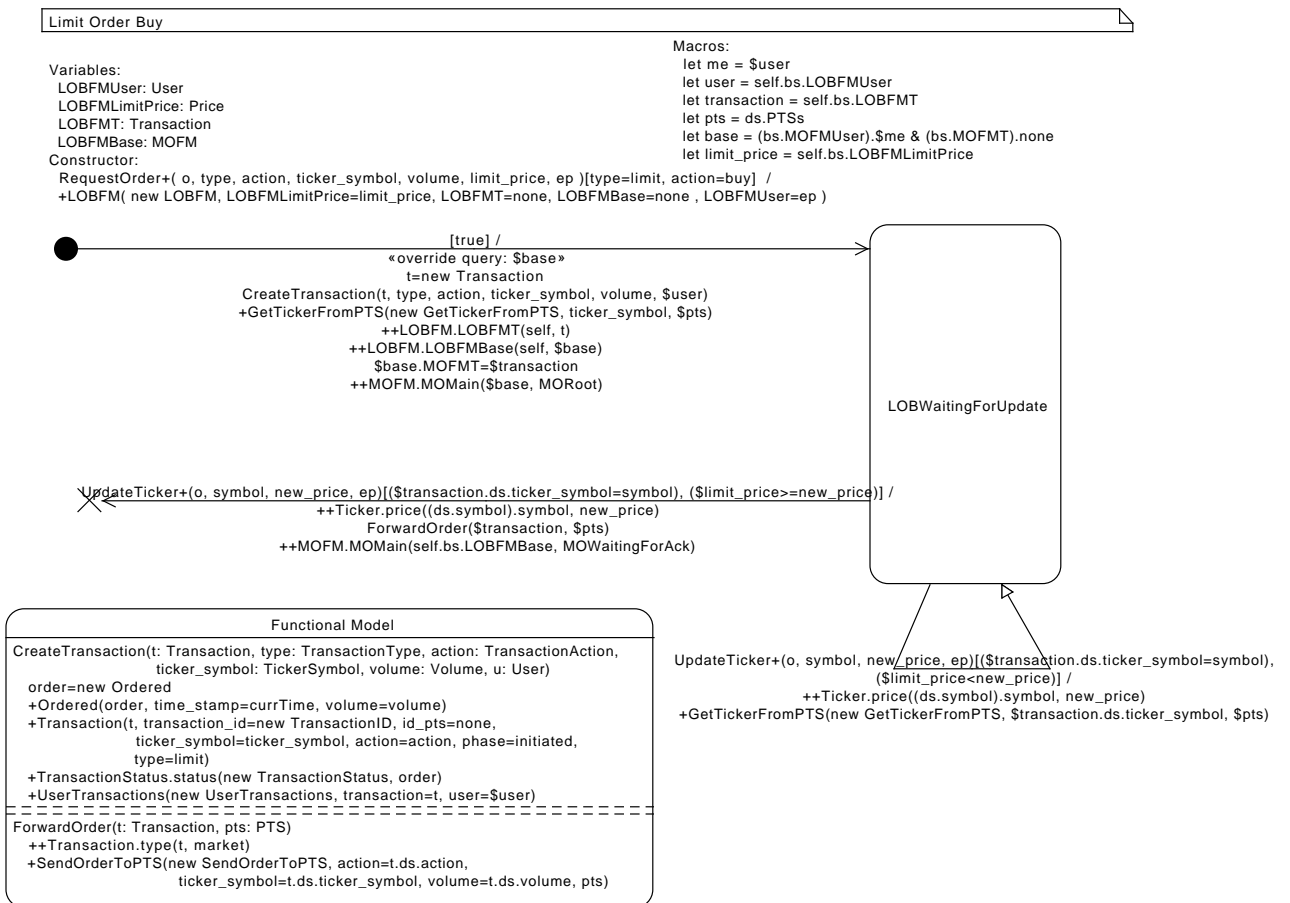 Limit Order Buy
Variables:
LOBFMUser: User
LOBFMLimitPrice: Price
LOBFMT: Transaction
LOBFMBase: MOFM
Constructor:
RequestOrder+( o, type, action, ticker_symbol, volume, limit_price, ep )[type=limit, action=buy]  /
+LOBFM( new LOBFM, LOBFMLimitPrice=limit_price, LOBFMT=none, LOBFMBase=none , LOBFMUser=ep )
Macros:
let me = $user
let user = self.bs.LOBFMUser
let transaction = self.bs.LOBFMT
let pts = ds.PTSs
let base = (bs.MOFMUser).$me & (bs.MOFMT).none
let limit_price = self.bs.LOBFMLimitPrice
[true] /
«override query: $base»
t=new Transaction
CreateTransaction(t, type, action, ticker_symbol, volume, $user)
+GetTickerFromPTS(new GetTickerFromPTS, ticker_symbol, $pts)
++LOBFM.LOBFMT(self, t)
++LOBFM.LOBFMBase(self, $base)
$base.MOFMT=$transaction
++MOFM.MOMain($base, MORoot)
LOBWaitingForUpdate
UpdateTicker+(o, symbol, new_price, ep)[($transaction.ds.ticker_symbol=symbol), ($limit_price>=new_price)] /
++Ticker.price((ds.symbol).symbol, new_price)
ForwardOrder($transaction, $pts)
++MOFM.MOMain(self.bs.LOBFMBase, MOWaitingForAck)
UpdateTicker+(o, symbol, new_price, ep)[($transaction.ds.ticker_symbol=symbol),
($limit_price<new_price)] /
++Ticker.price((ds.symbol).symbol, new_price)
+GetTickerFromPTS(new GetTickerFromPTS, $transaction.ds.ticker_symbol, $pts)
Functional Model
CreateTransaction(t: Transaction, type: TransactionType, action: TransactionAction,
ticker_symbol: TickerSymbol, volume: Volume, u: User)
order=new Ordered
+Ordered(order, time_stamp=currTime, volume=volume)
+Transaction(t, transaction_id=new TransactionID, id_pts=none,
ticker_symbol=ticker_symbol, action=action, phase=initiated,
type=limit)
+TransactionStatus.status(new TransactionStatus, order)
+UserTransactions(new UserTransactions, transaction=t, user=$user)
ForwardOrder(t: Transaction, pts: PTS)
++Transaction.type(t, market)
+SendOrderToPTS(new SendOrderToPTS, action=t.ds.action,
ticker_symbol=t.ds.ticker_symbol, volume=t.ds.volume, pts)